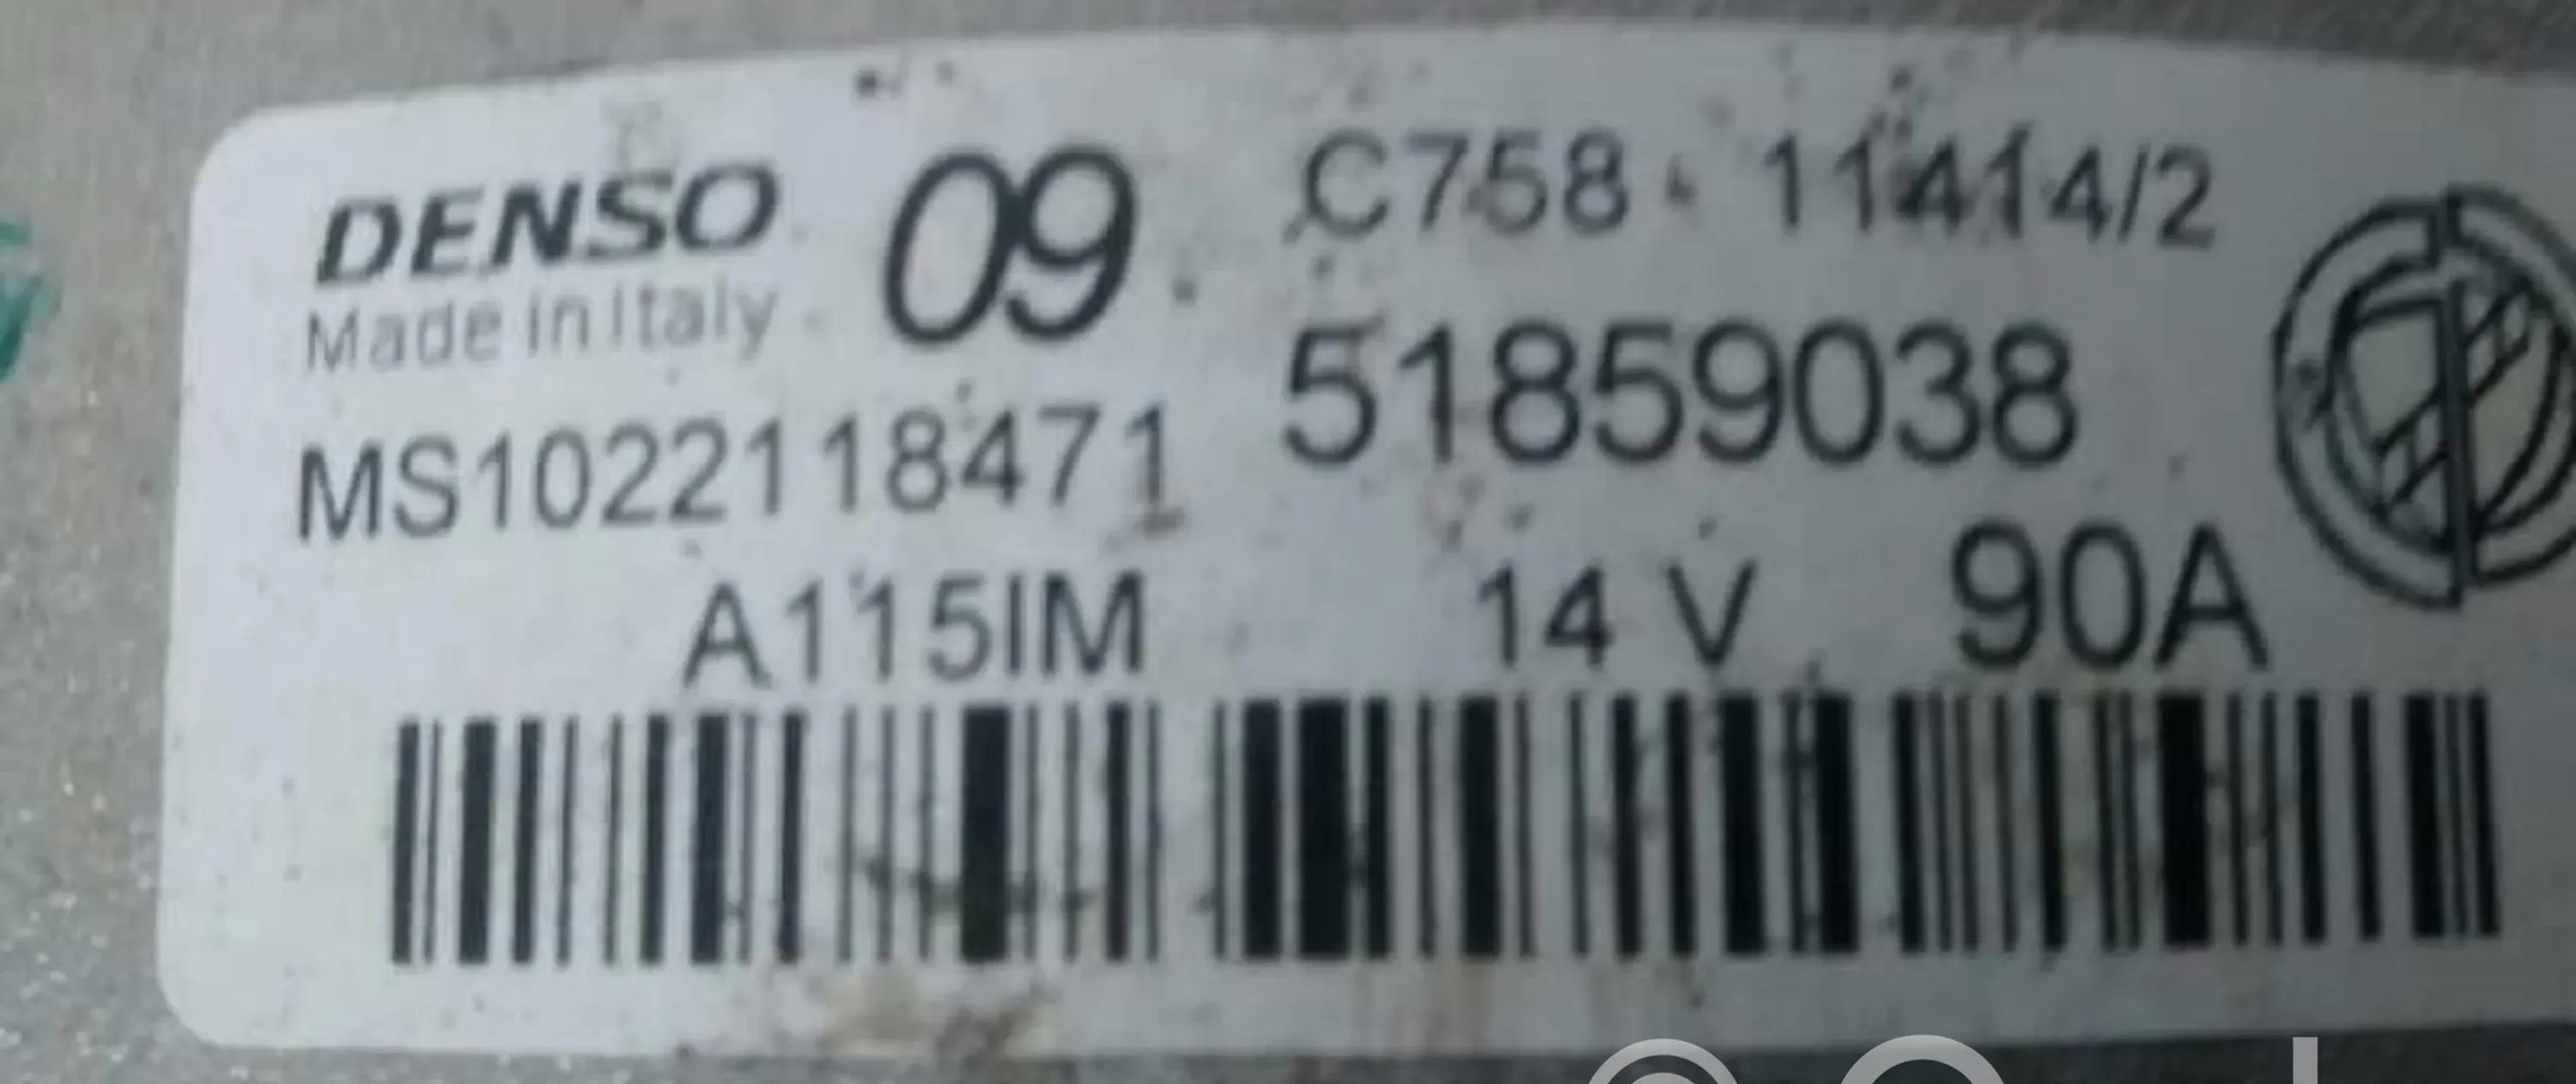 DENSO 09 C758 - 11414/2
Made in Italy
MS1022118471 51859038
A115IM 14 V 90A